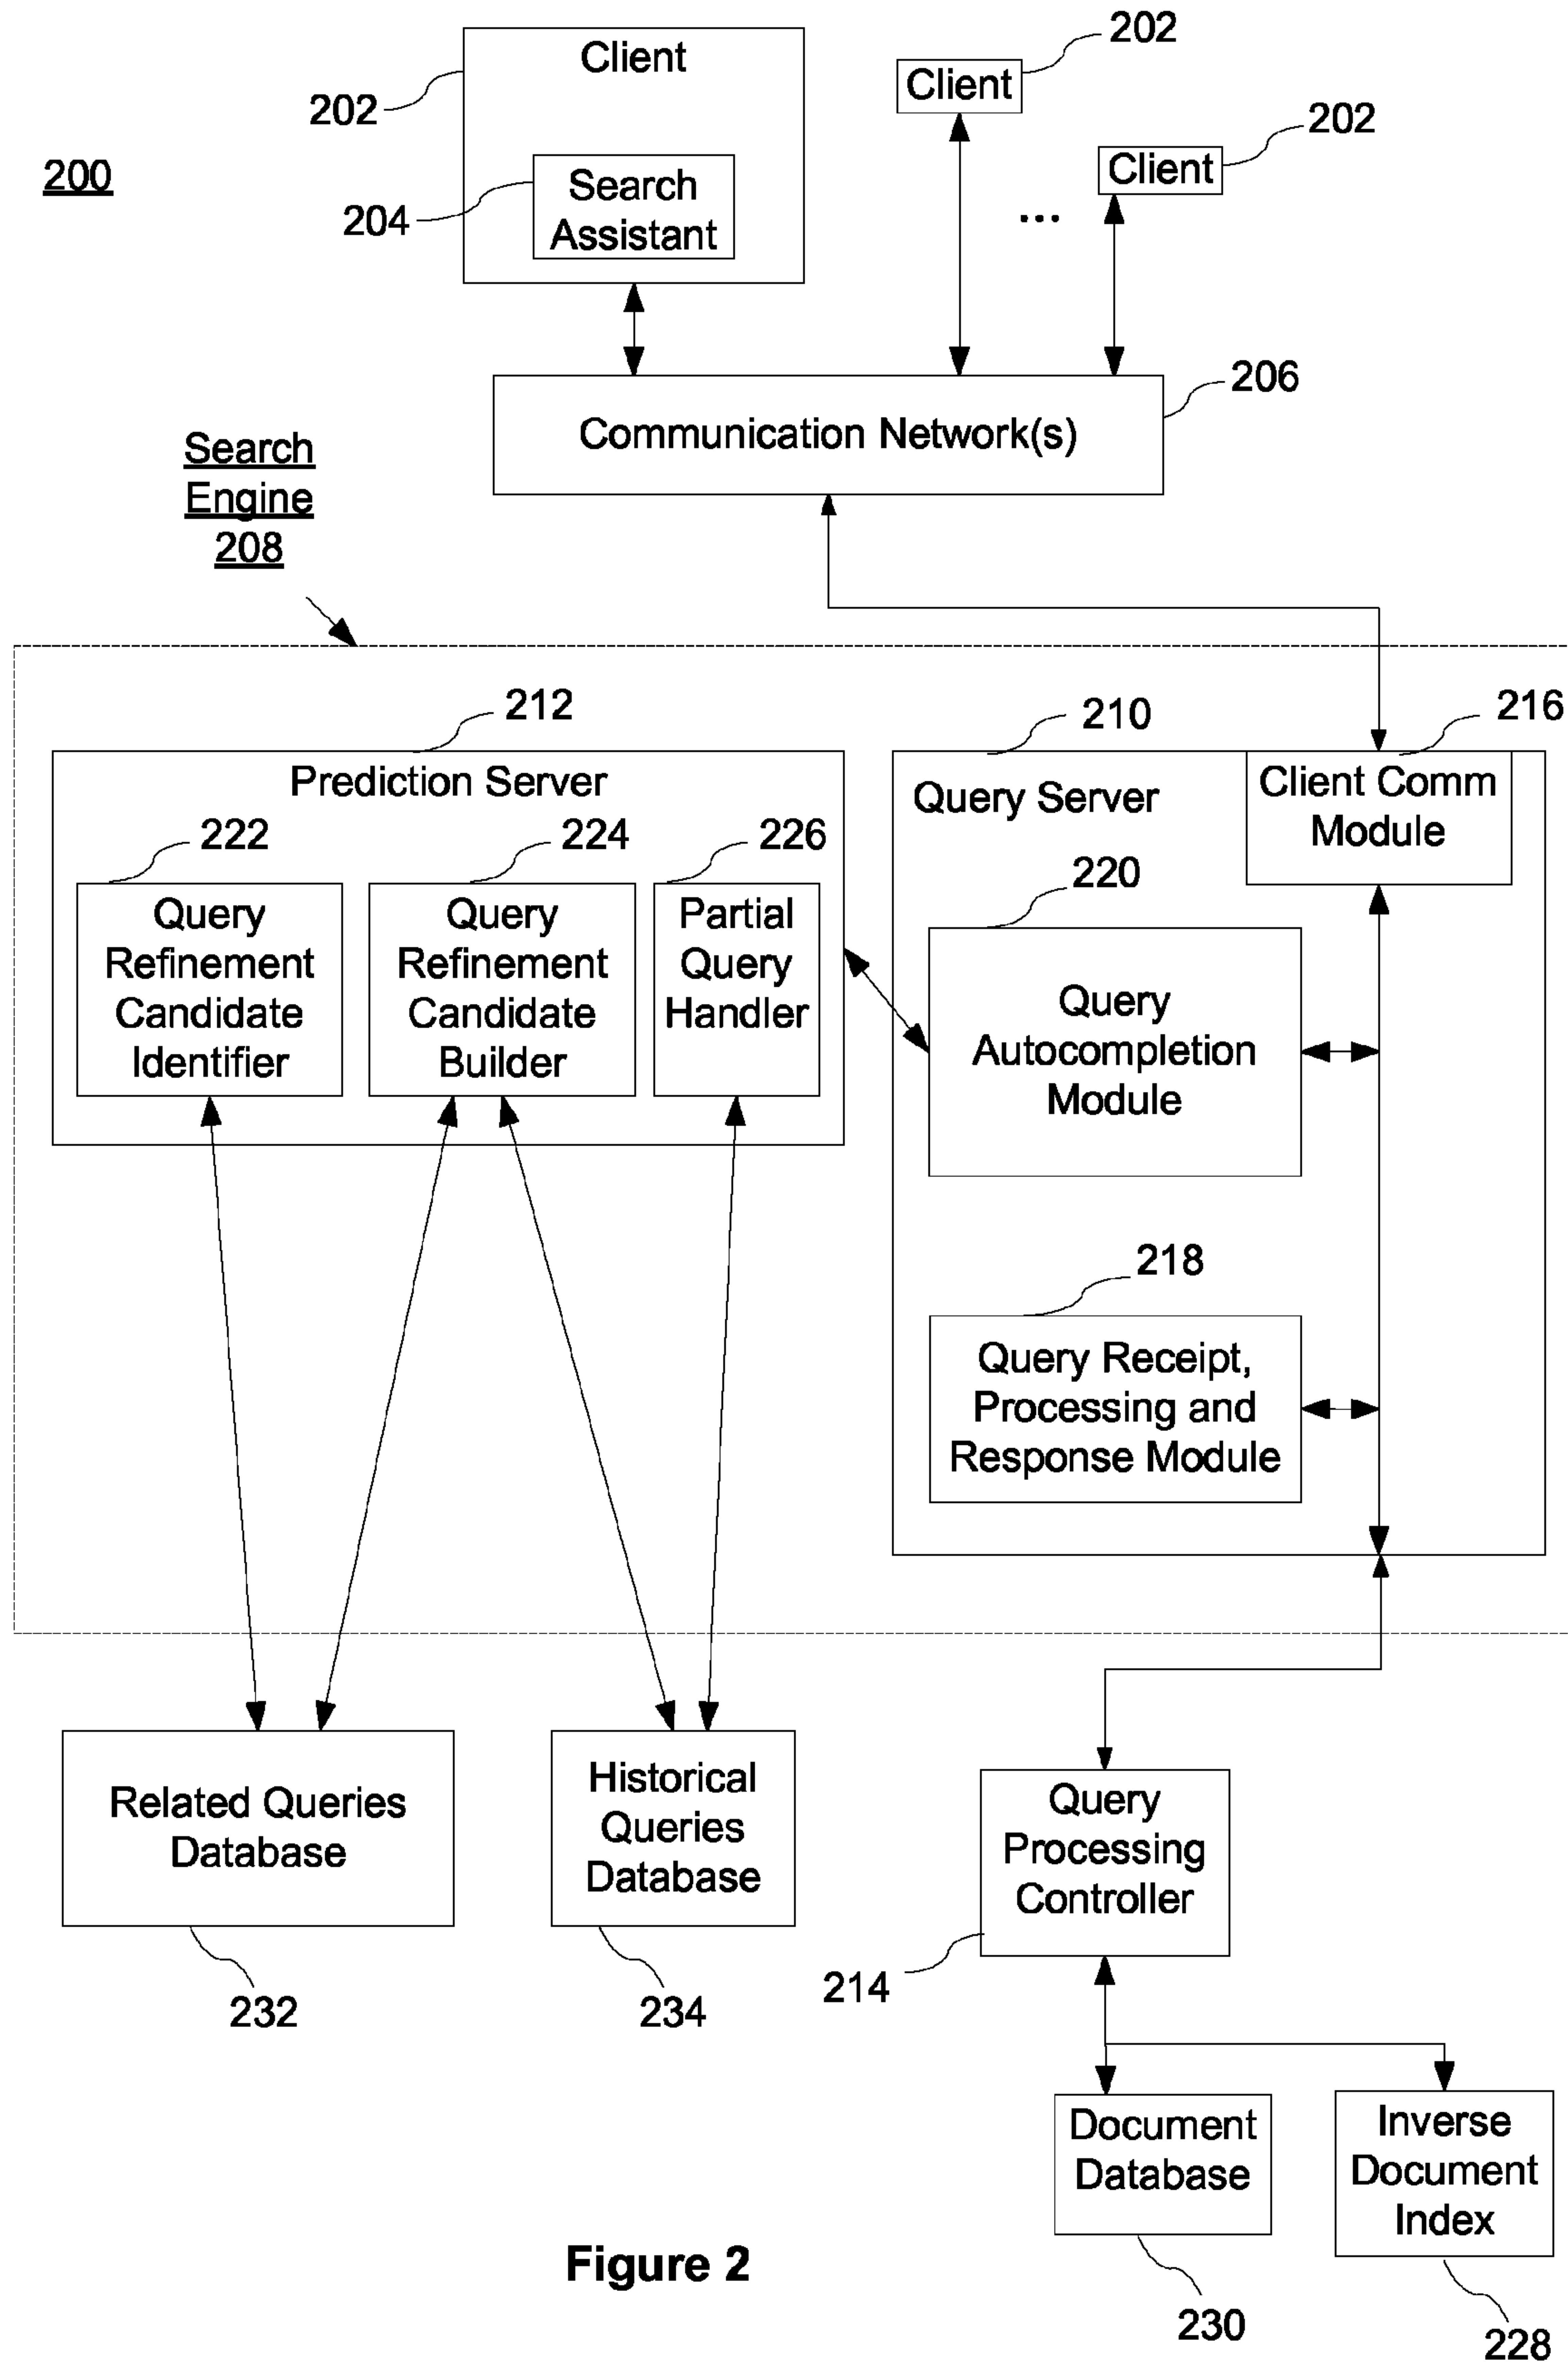 200
Client
202
Search
Assistant
204
Client
202
Client
202
...
Communication Network(s)
206
Search
Engine
208
212
Prediction Server
222
Query
Refinement
Candidate
Identifier
224
Query
Refinement
Candidate
Builder
226
Partial
Query
Handler
210
Query Server
216
Client Comm
Module
220
Query
Autocompletion
Module
218
Query Receipt,
Processing and
Response Module
Related Queries
Database
232
Historical
Queries
Database
234
Query
Processing
Controller
214
Document
Database
230
Inverse
Document
Index
228
Figure 2